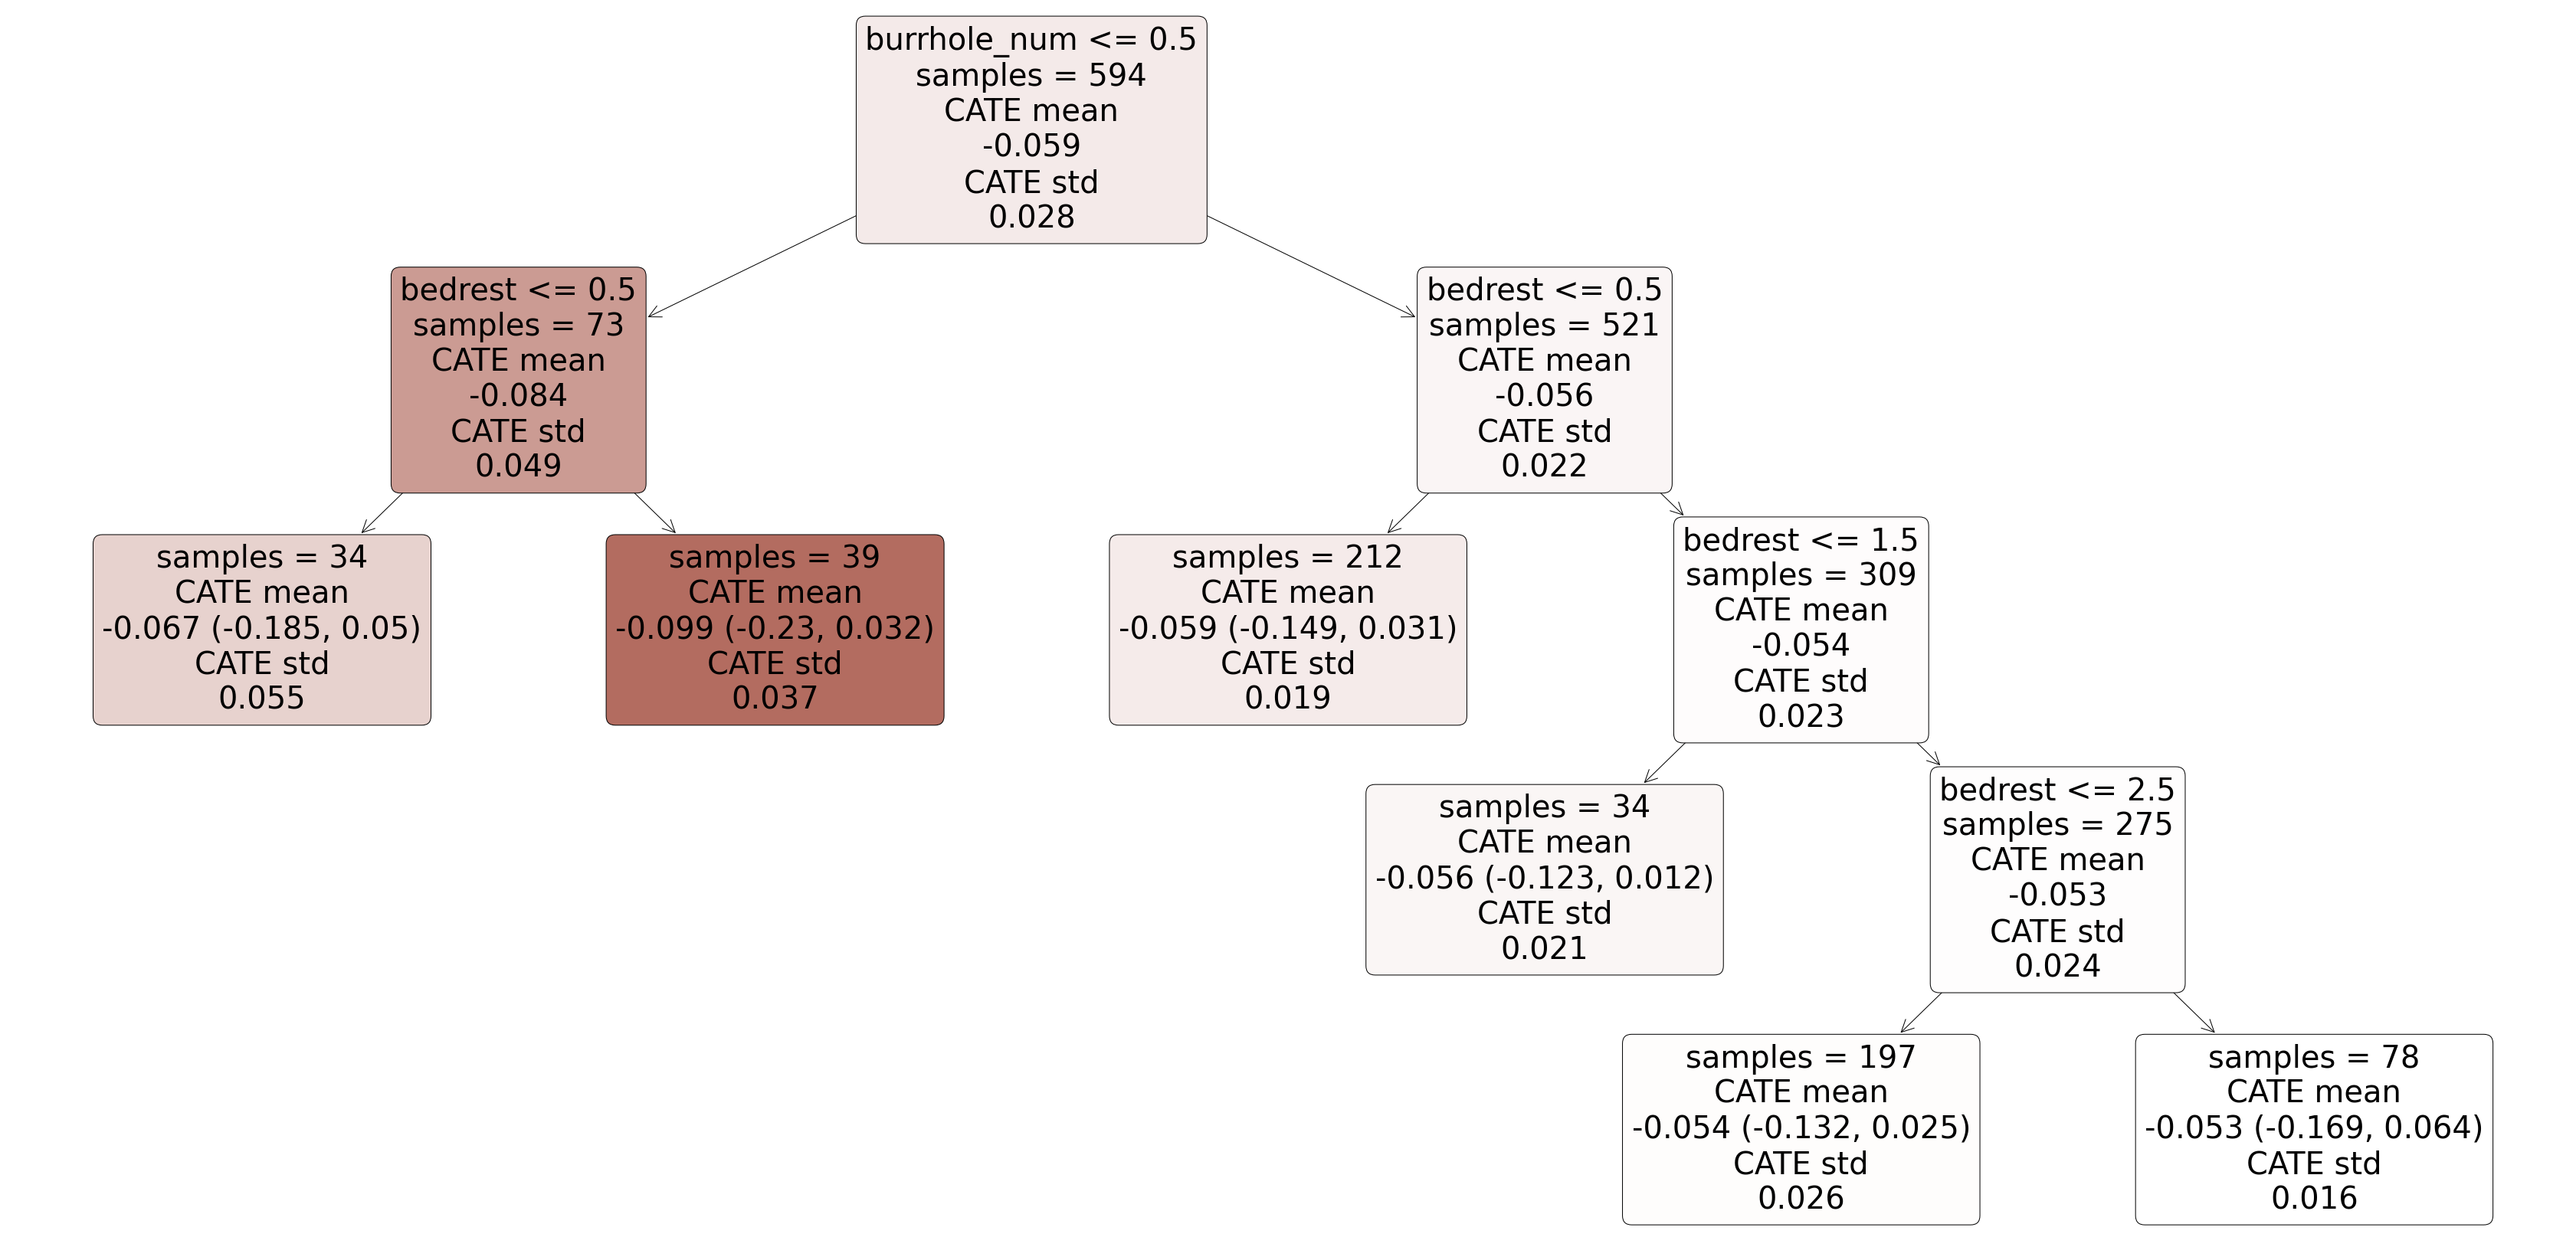 burrhole_num <= 0.5
samples = 594
CATE mean
-0.059
CATE std
0.028
bedrest <= 0.5
samples = 73
CATE mean
-0.084
CATE std
0.049
bedrest <= 0.5
samples = 521
CATE mean
-0.056
CATE std
0.022
samples = 34
CATE mean
-0.067 (-0.185, 0.05)
CATE std
0.055
samples = 39
CATE mean
-0.099 (-0.23, 0.032)
CATE std
0.037
samples = 212
CATE mean
-0.059 (-0.149, 0.031)
CATE std
0.019
bedrest <= 1.5
samples = 309
CATE mean
-0.054
CATE std
0.023
samples = 34
CATE mean
-0.056 (-0.123, 0.012)
CATE std
0.021
bedrest <= 2.5
samples = 275
CATE mean
-0.053
CATE std
0.024
samples = 197
CATE mean
-0.054 (-0.132, 0.025)
CATE std
0.026
samples = 78
CATE mean
-0.053 (-0.169, 0.064)
CATE std
0.016